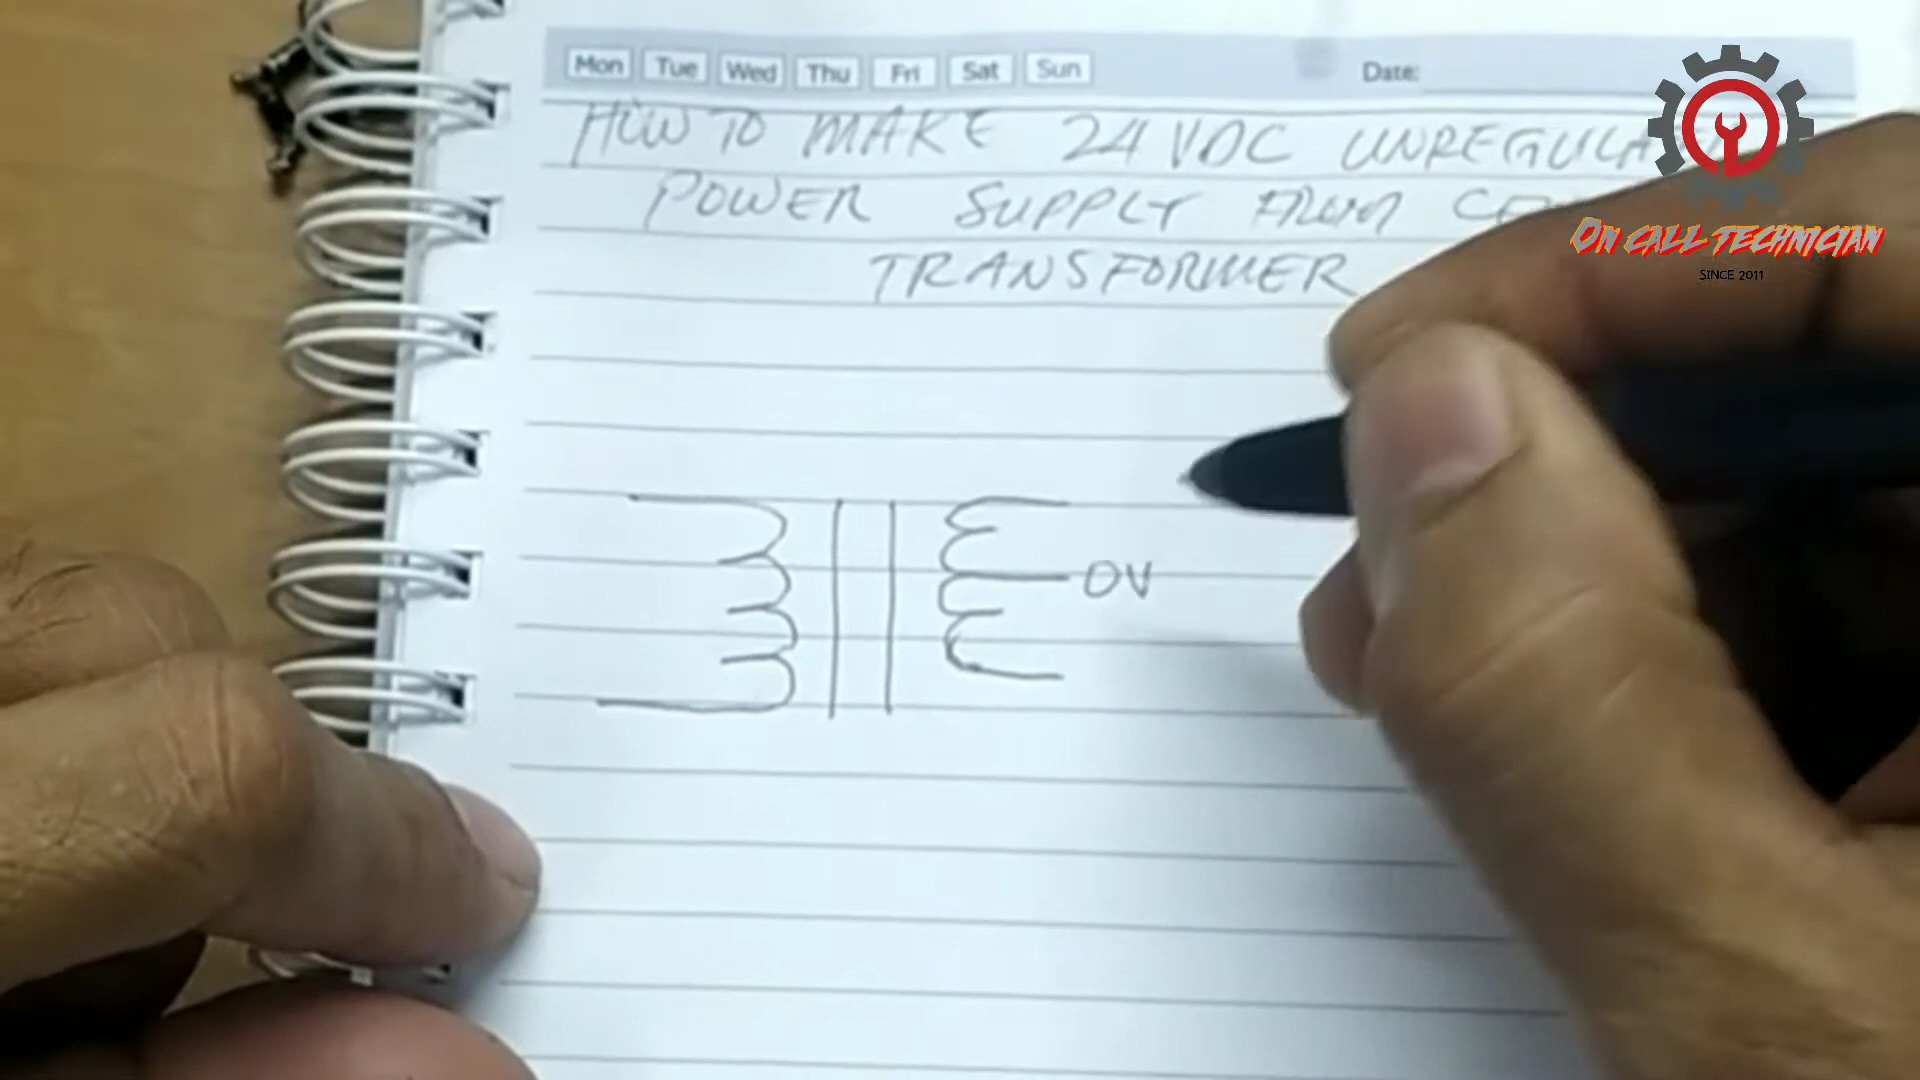 Mon Tue Wed Thu Fri Sat Sun Date:
HOW TO MAKE 24 VDC UNREGULA
POWER SUPPLY FROM
TRANSFORMER
0V
ON CALL TECHNICIAN
SINCE 2011